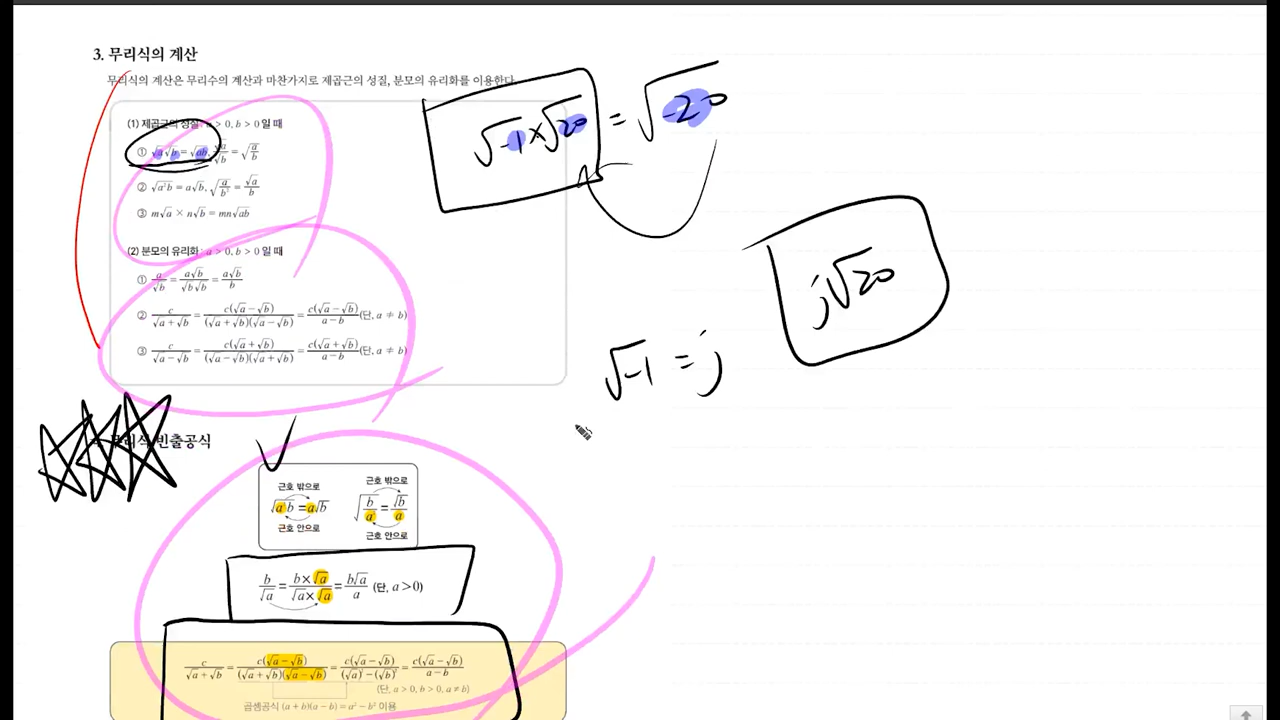 3. 무리식의 계산
무리식의 계산은 무리수의 계산과 마찬가지로 제곱근의 성질, 분모의 유리화를 이용한다.
(1) 제곱근의 성질: a > 0, b > 0일 때
① √a√b = √ab, √a/√b = √(a/b)
② √(a²b) = a√b, √(a/b²) = √a/b
③ m√a × n√b = mn√ab
(2) 분모의 유리화: a > 0, b > 0일 때
① a/√b = a√b/(√b√b) = a√b/b
② c/(√a+√b) = c(√a−√b)/((√a+√b)(√a−√b)) = c(√a−√b)/(a−b) (단, a ≠ b)
③ c/(√a−√b) = c(√a+√b)/((√a−√b)(√a+√b)) = c(√a+√b)/(a−b) (단, a ≠ b)
√-1 × √20 = √-20
j√20
√-1 = j
무리식 빈출공식
근호 밖으로
√(a²b) = a√b
근호 안으로
근호 밖으로
√(b/a²) = √b/a
근호 안으로
b/√a = (b×√a)/(√a×√a) = b√a/a (단, a > 0)
c/(√a+√b) = c(√a−√b)/((√a+√b)(√a−√b)) = c(√a−√b)/((√a)²−(√b)²) = c(√a−√b)/(a−b)
(단, a > 0, b > 0, a ≠ b)
곱셈공식 (a+b)(a−b) = a²−b² 이용